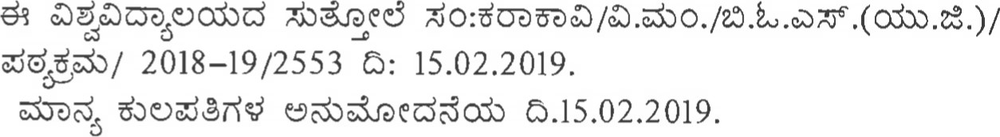 ಈ ವಿಶ್ವವಿದ್ಯಾಲಯದ ಸುತ್ತೋಲೆ ಸಂ:ಕರಾಕಾವಿ/ವಿ.ಮಂ./ಬಿ.ಓ.ಎಸ್.(ಯು.ಜಿ.)/
ಪಠ್ಯಕ್ರಮ/ 2018-19/2553 ದಿ: 15.02.2019.
ಮಾನ್ಯ ಕುಲಪತಿಗಳ ಅನುಮೋದನೆಯ ದಿ.15.02.2019.